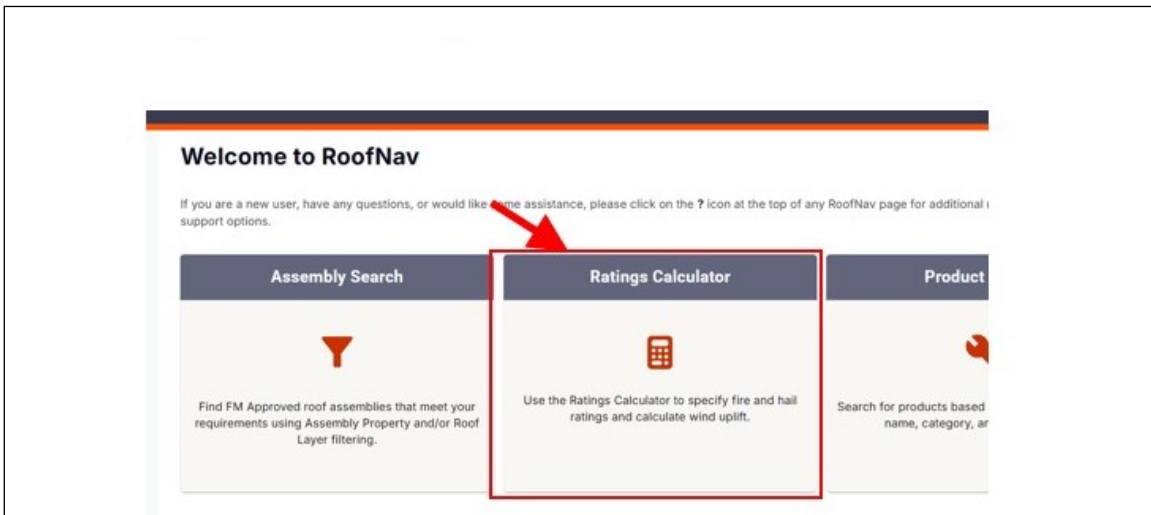 Welcome to RoofNav
If you are a new user, have any questions, or would like some assistance, please click on the ? icon at the top of any RoofNav page for additional
support options.
Assembly Search
Ratings Calculator
Product
Find FM Approved roof assemblies that meet your
requirements using Assembly Property and/or Roof
Layer filtering.
Use the Ratings Calculator to specify fire and hail
ratings and calculate wind uplift.
Search for products based
name, category,